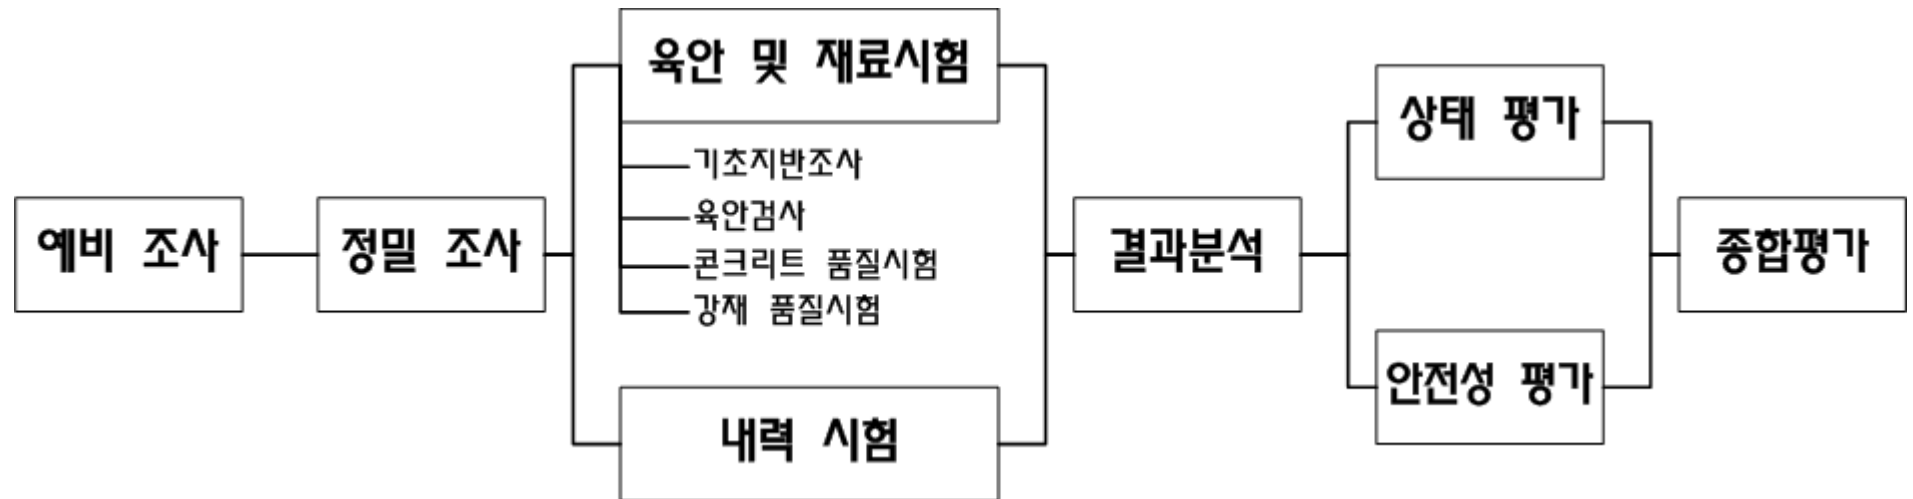 예비 조사
정밀 조사
육안 및 재료시험
기초지반조사
육안검사
콘크리트 품질시험
강재 품질시험
내력 시험
결과분석
상태 평가
안전성 평가
종합평가